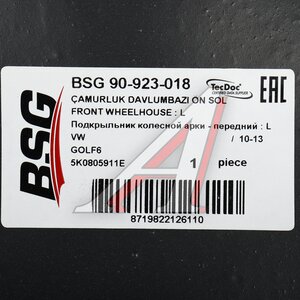 BSG 90-923-018
TecDoc
EAC
ÇAMURLUK DAVLUMBAZI ON SOL
FRONT WHEELHOUSE : L
Подкрыльник колесной арки - передний : L
VW / 10-13
GOLF6
5K0805911E 1 piece
BSG
8719822126110